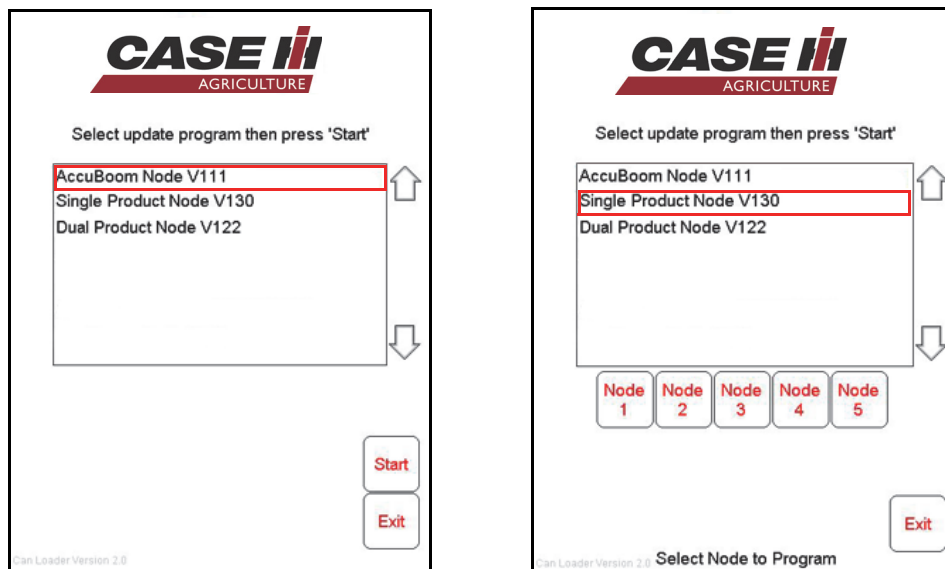 CASE IH
AGRICULTURE
Select update program then press 'Start'
AccuBoom Node V111
Single Product Node V130
Dual Product Node V122
Start
Exit
Can Loader Version 2.0
CASE IH
AGRICULTURE
Select update program then press 'Start'
AccuBoom Node V111
Single Product Node V130
Dual Product Node V122
Node
1
Node
2
Node
3
Node
4
Node
5
Exit
Can Loader Version 2.0
Select Node to Program